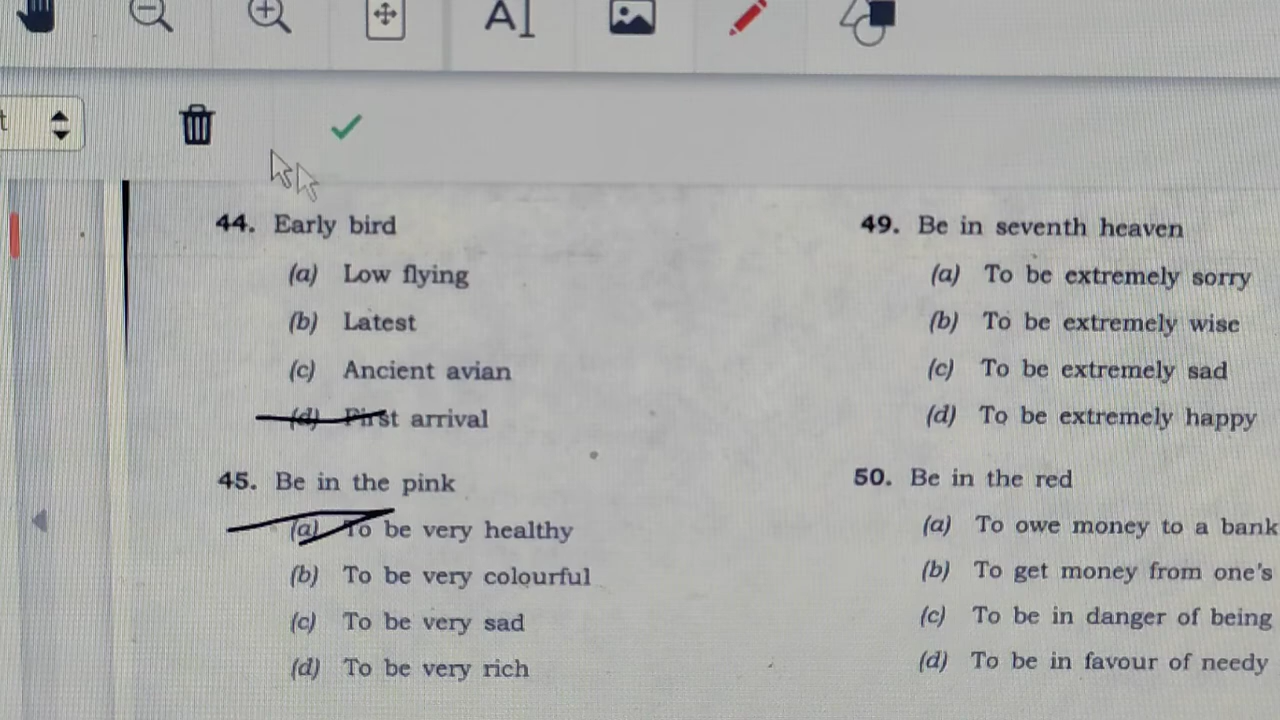 t
44. Early bird
(a) Low flying
(b) Latest
(c) Ancient avian
(d) First arrival
45. Be in the pink
(a) To be very healthy
(b) To be very colourful
(c) To be very sad
(d) To be very rich
49. Be in seventh heaven
(a) To be extremely sorry
(b) To be extremely wise
(c) To be extremely sad
(d) To be extremely happy
50. Be in the red
(a) To owe money to a bank
(b) To get money from one's
(c) To be in danger of being
(d) To be in favour of needy